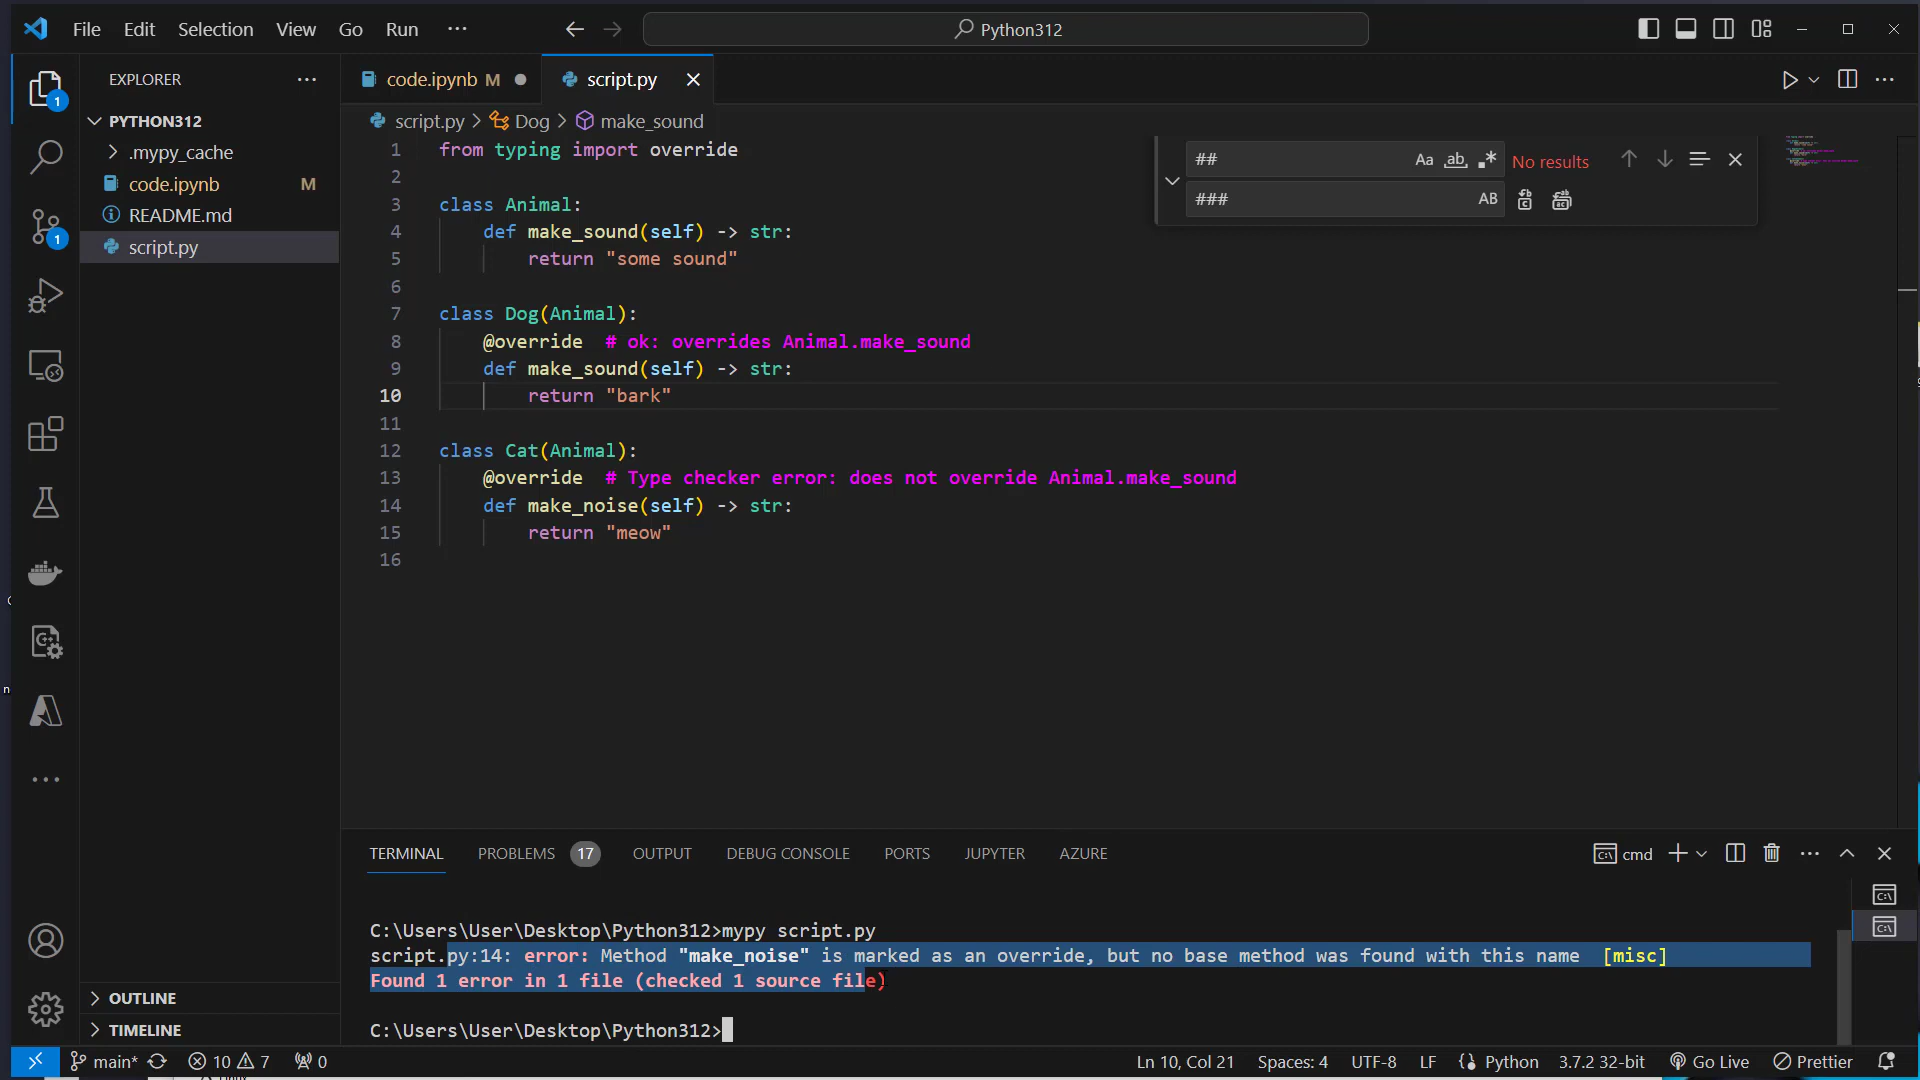 File Edit Selection View Go Run ··· Python312
EXPLORER ···
code.ipynb M
script.py
PYTHON312
.mypy_cache
code.ipynb M
README.md
script.py
OUTLINE
TIMELINE
script.py > Dog > make_sound
1 from typing import override
2
3 class Animal:
4 def make_sound(self) -> str:
5 return "some sound"
6
7 class Dog(Animal):
8 @override # ok: overrides Animal.make_sound
9 def make_sound(self) -> str:
10 return "bark"
11
12 class Cat(Animal):
13 @override # Type checker error: does not override Animal.make_sound
14 def make_noise(self) -> str:
15 return "meow"
16
## Aa ab No results
### AB
1
1
TERMINAL PROBLEMS 17 OUTPUT DEBUG CONSOLE PORTS JUPYTER AZURE cmd
C:\Users\User\Desktop\Python312>mypy script.py
script.py:14: error: Method "make_noise" is marked as an override, but no base method was found with this name [misc]
Found 1 error in 1 file (checked 1 source file)
C:\Users\User\Desktop\Python312>
main* 10 7 0 Ln 10, Col 21 Spaces: 4 UTF-8 LF Python 3.7.2 32-bit Go Live Prettier